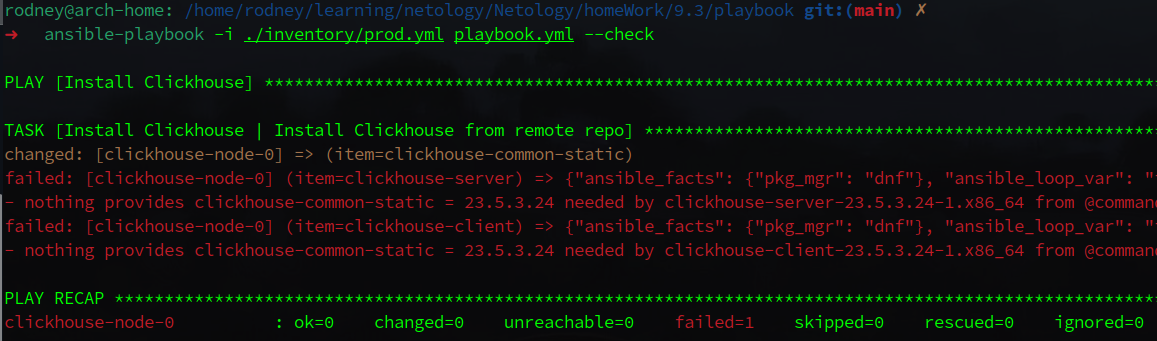 rodney@arch-home: /home/rodney/learning/netology/Netology/homeWork/9.3/playbook git:(main) ✗
➜ ansible-playbook -i ./inventory/prod.yml playbook.yml --check
PLAY [Install Clickhouse] *****************************************************************************************
TASK [Install Clickhouse | Install Clickhouse from remote repo] ***************************************************
changed: [clickhouse-node-0] => (item=clickhouse-common-static)
failed: [clickhouse-node-0] (item=clickhouse-server) => {"ansible_facts": {"pkg_mgr": "dnf"}, "ansible_loop_var": "
- nothing provides clickhouse-common-static = 23.5.3.24 needed by clickhouse-server-23.5.3.24-1.x86_64 from @comman
failed: [clickhouse-node-0] (item=clickhouse-client) => {"ansible_facts": {"pkg_mgr": "dnf"}, "ansible_loop_var": "
- nothing provides clickhouse-common-static = 23.5.3.24 needed by clickhouse-client-23.5.3.24-1.x86_64 from @comman
PLAY RECAP ********************************************************************************************************
clickhouse-node-0 : ok=0 changed=0 unreachable=0 failed=1 skipped=0 rescued=0 ignored=0